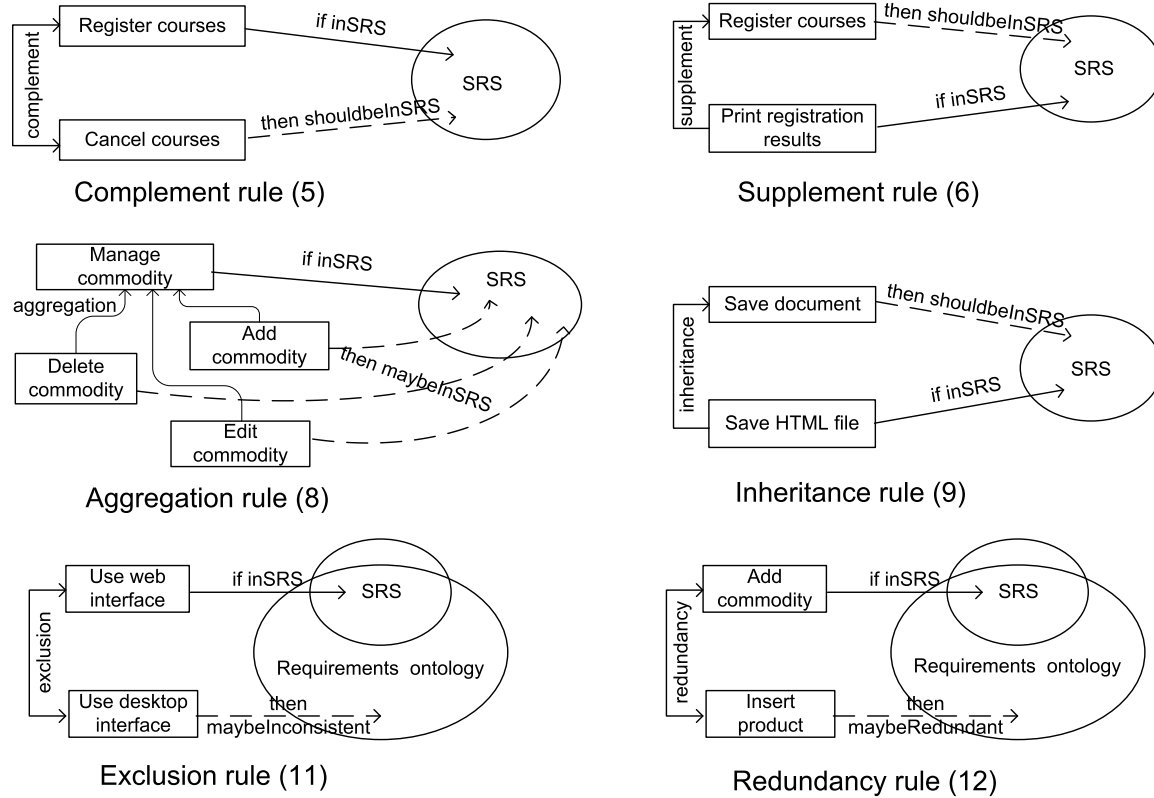 Register courses
if inSRS
SRS
complement
then shouldbeInSRS
Cancel courses
Complement rule (5)
Register courses
then shouldbeInSRS
SRS
supplement
if inSRS
Print registration
results
Supplement rule (6)
Manage
commodity
if inSRS
SRS
aggregation
Add
commodity
then maybeInSRS
Delete
commodity
Edit
commodity
Aggregation rule (8)
Save document
then shouldbeInSRS
SRS
inheritance
if inSRS
Save HTML file
Inheritance rule (9)
Use web
interface
if inSRS
SRS
exclusion
Requirements ontology
Use desktop
interface
then
maybeInconsistent
Exclusion rule (11)
Add
commodity
if inSRS
SRS
redundancy
Requirements ontology
Insert
product
then
maybeRedundant
Redundancy rule (12)